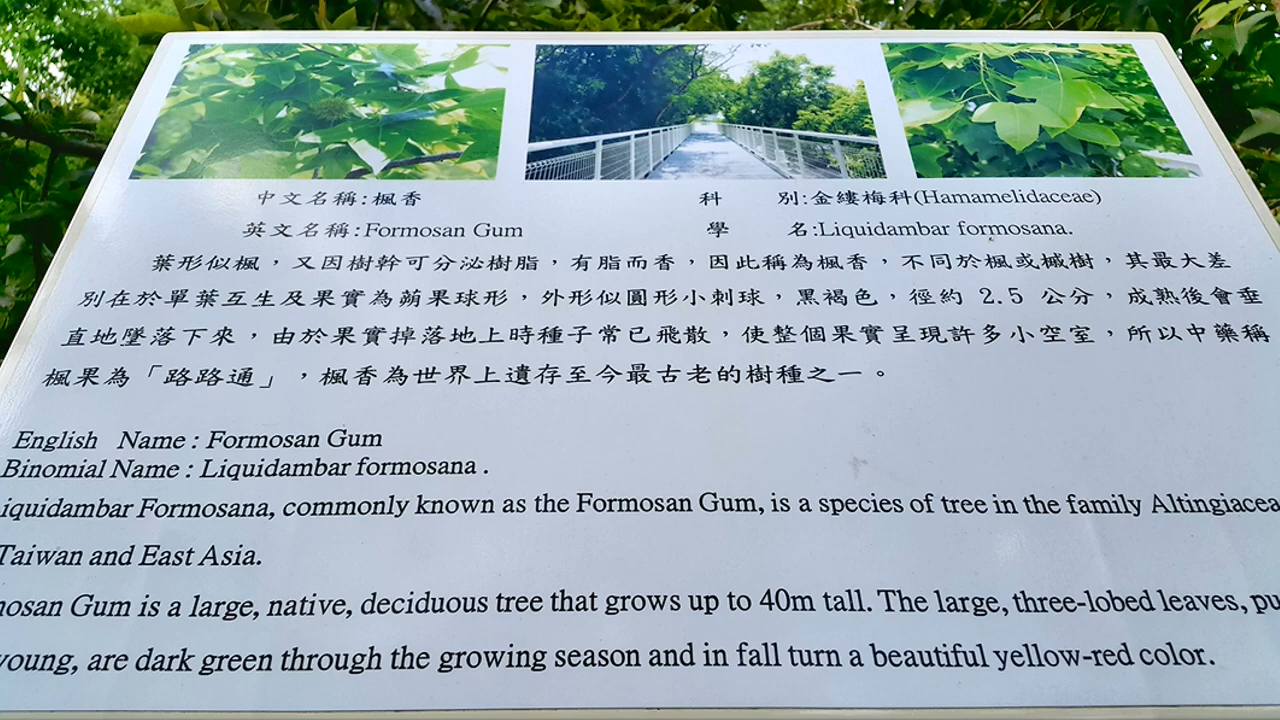 中文名稱:楓香 科 別:金縷梅科(Hamamelidaceae)
英文名稱:Formosan Gum 學 名:Liquidambar formosana.
葉形似楓，又因樹幹可分泌樹脂，有脂而香，因此稱為楓香，不同於楓或槭樹，其最大差
別在於單葉互生及果實為蒴果球形，外形似圓形小刺球，黑褐色，徑約 2.5 公分，成熟後會垂
直地墜落下來，由於果實掉落地上時種子常已飛散，使整個果實呈現許多小空室，所以中藥稱
楓果為「路路通」，楓香為世界上遺存至今最古老的樹種之一。
English Name : Formosan Gum
Binomial Name : Liquidambar formosana .
iquidambar Formosana, commonly known as the Formosan Gum, is a species of tree in the family Altingiacea
Taiwan and East Asia.
nosan Gum is a large, native, deciduous tree that grows up to 40m tall. The large, three-lobed leaves, pu
young, are dark green through the growing season and in fall turn a beautiful yellow-red color.